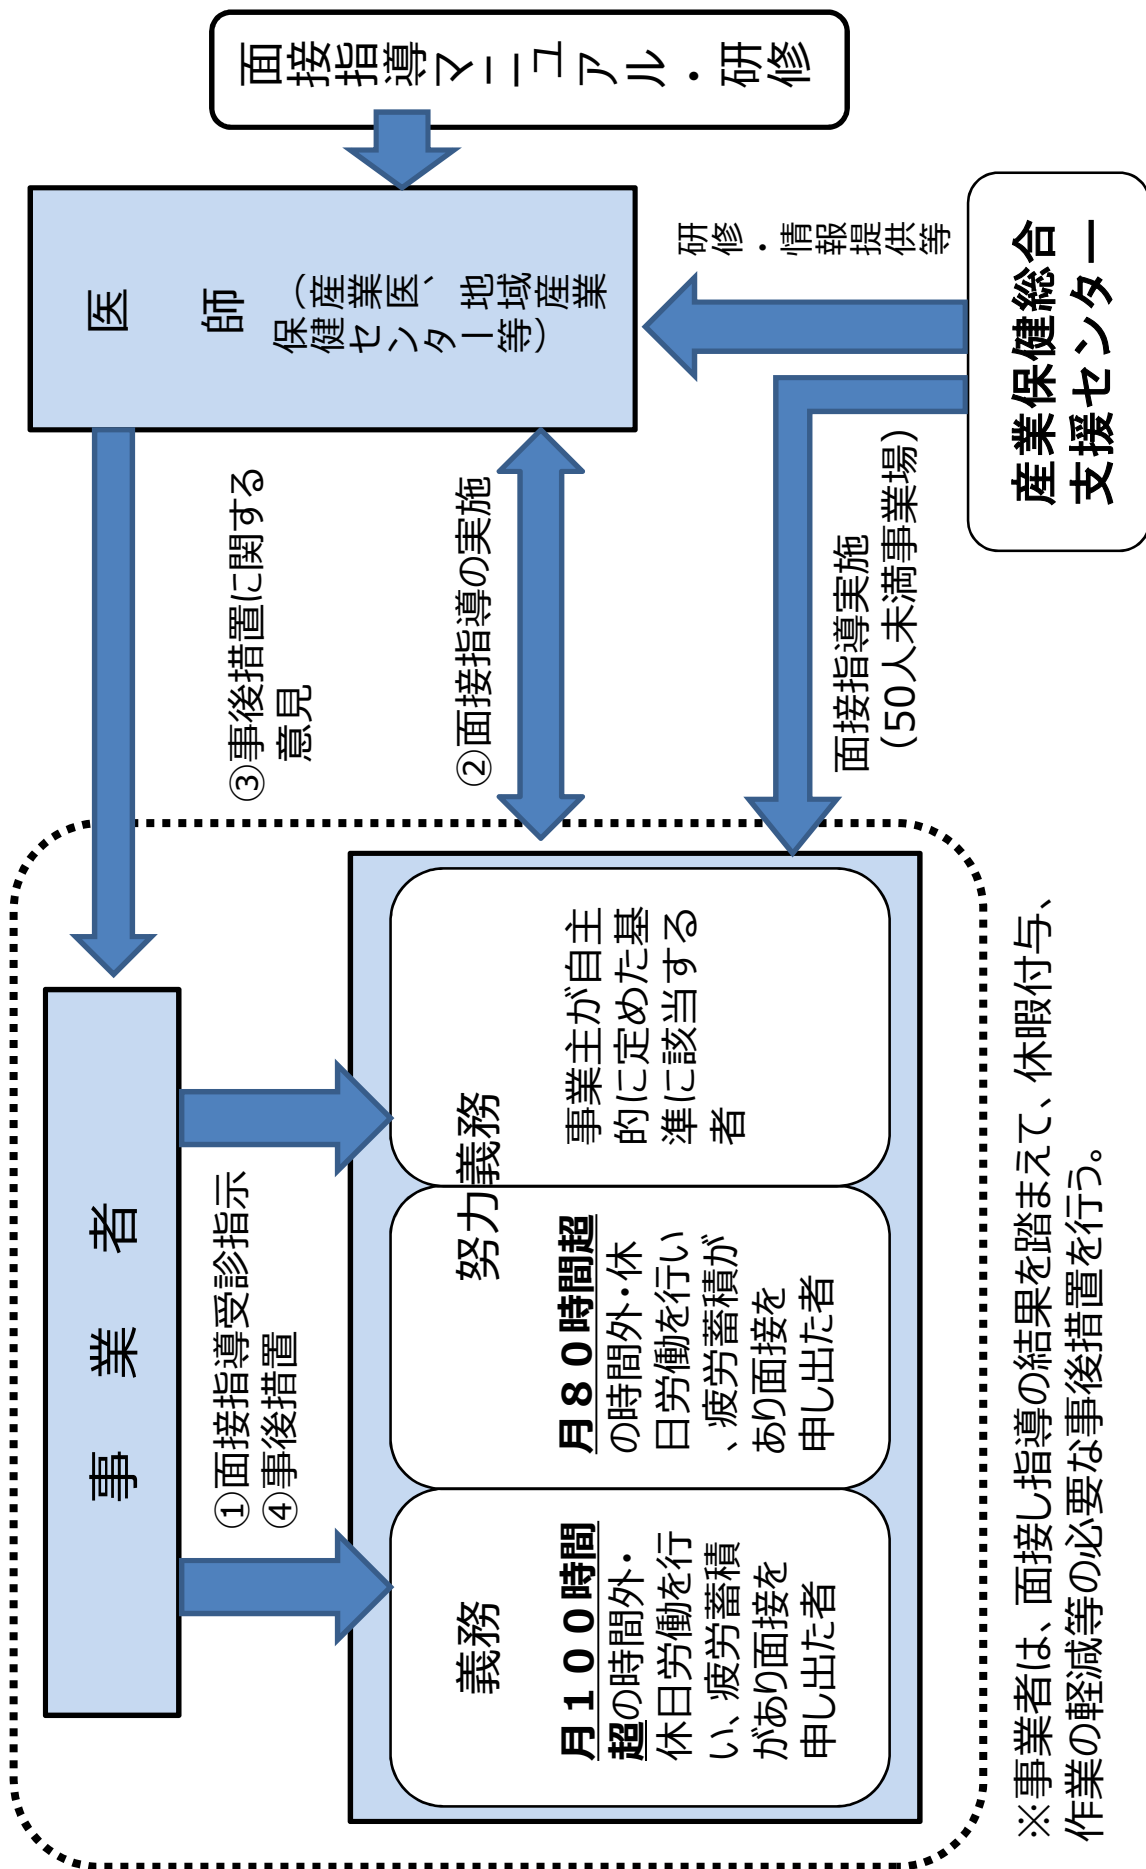 事　業　者
①面接指導受診指示
④事後措置
義務
月１００時間
超の時間外・
休日労働を行
い、疲労蓄積
があり面接を
申し出た者
努力義務
月８０時間超
の時間外・休
日労働を行い
、疲労蓄積が
あり面接を
申し出た者
事業主が自主
的に定めた基
準に該当する
者
③事後措置に関する
意見
②面接指導の実施
面接指導実施
（50人未満事業場）
医　　師
（産業医、地域産業
保健センター等）
面接指導マニュアル・研修
研修・情報提供等
産業保健総合
支援センター
※事業者は、面接し指導の結果を踏まえて、休暇付与、
作業の軽減等の必要な事後措置を行う。